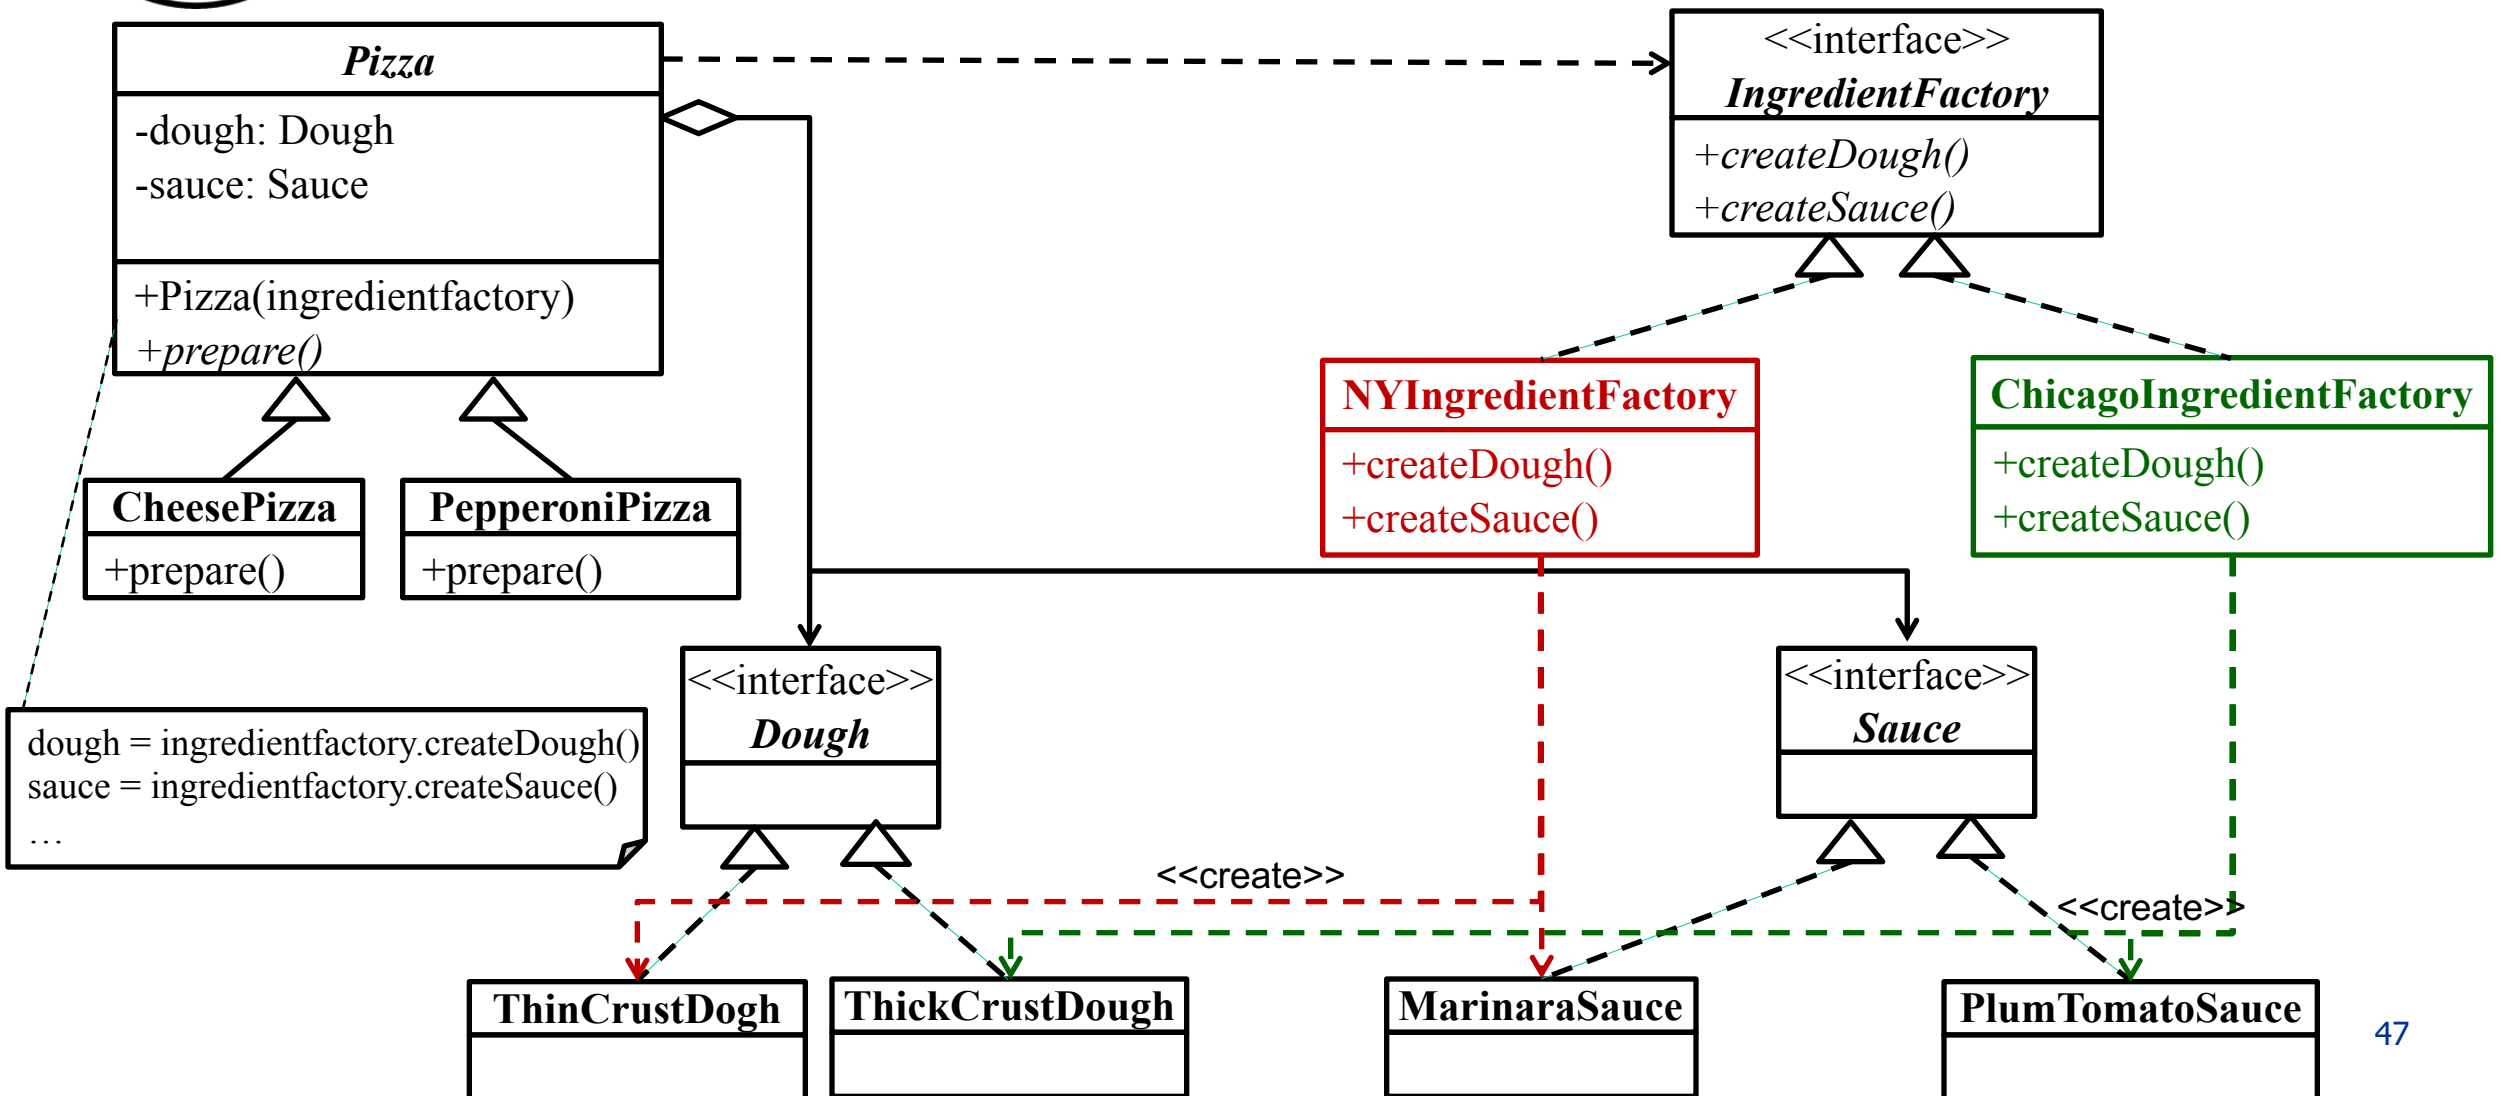 Pizza
-dough: Dough
-sauce: Sauce
+Pizza(ingredientfactory)
+prepare()
<<interface>>
IngredientFactory
+createDough()
+createSauce()
NYIngredientFactory
+createDough()
+createSauce()
ChicagoIngredientFactory
+createDough()
+createSauce()
CheesePizza
+prepare()
PepperoniPizza
+prepare()
dough = ingredientfactory.createDough()
sauce = ingredientfactory.createSauce()
…
<<interface>>
Dough
<<interface>>
Sauce
<<create>>
<<create>>
ThinCrustDogh
ThickCrustDough
MarinaraSauce
PlumTomatoSauce
47